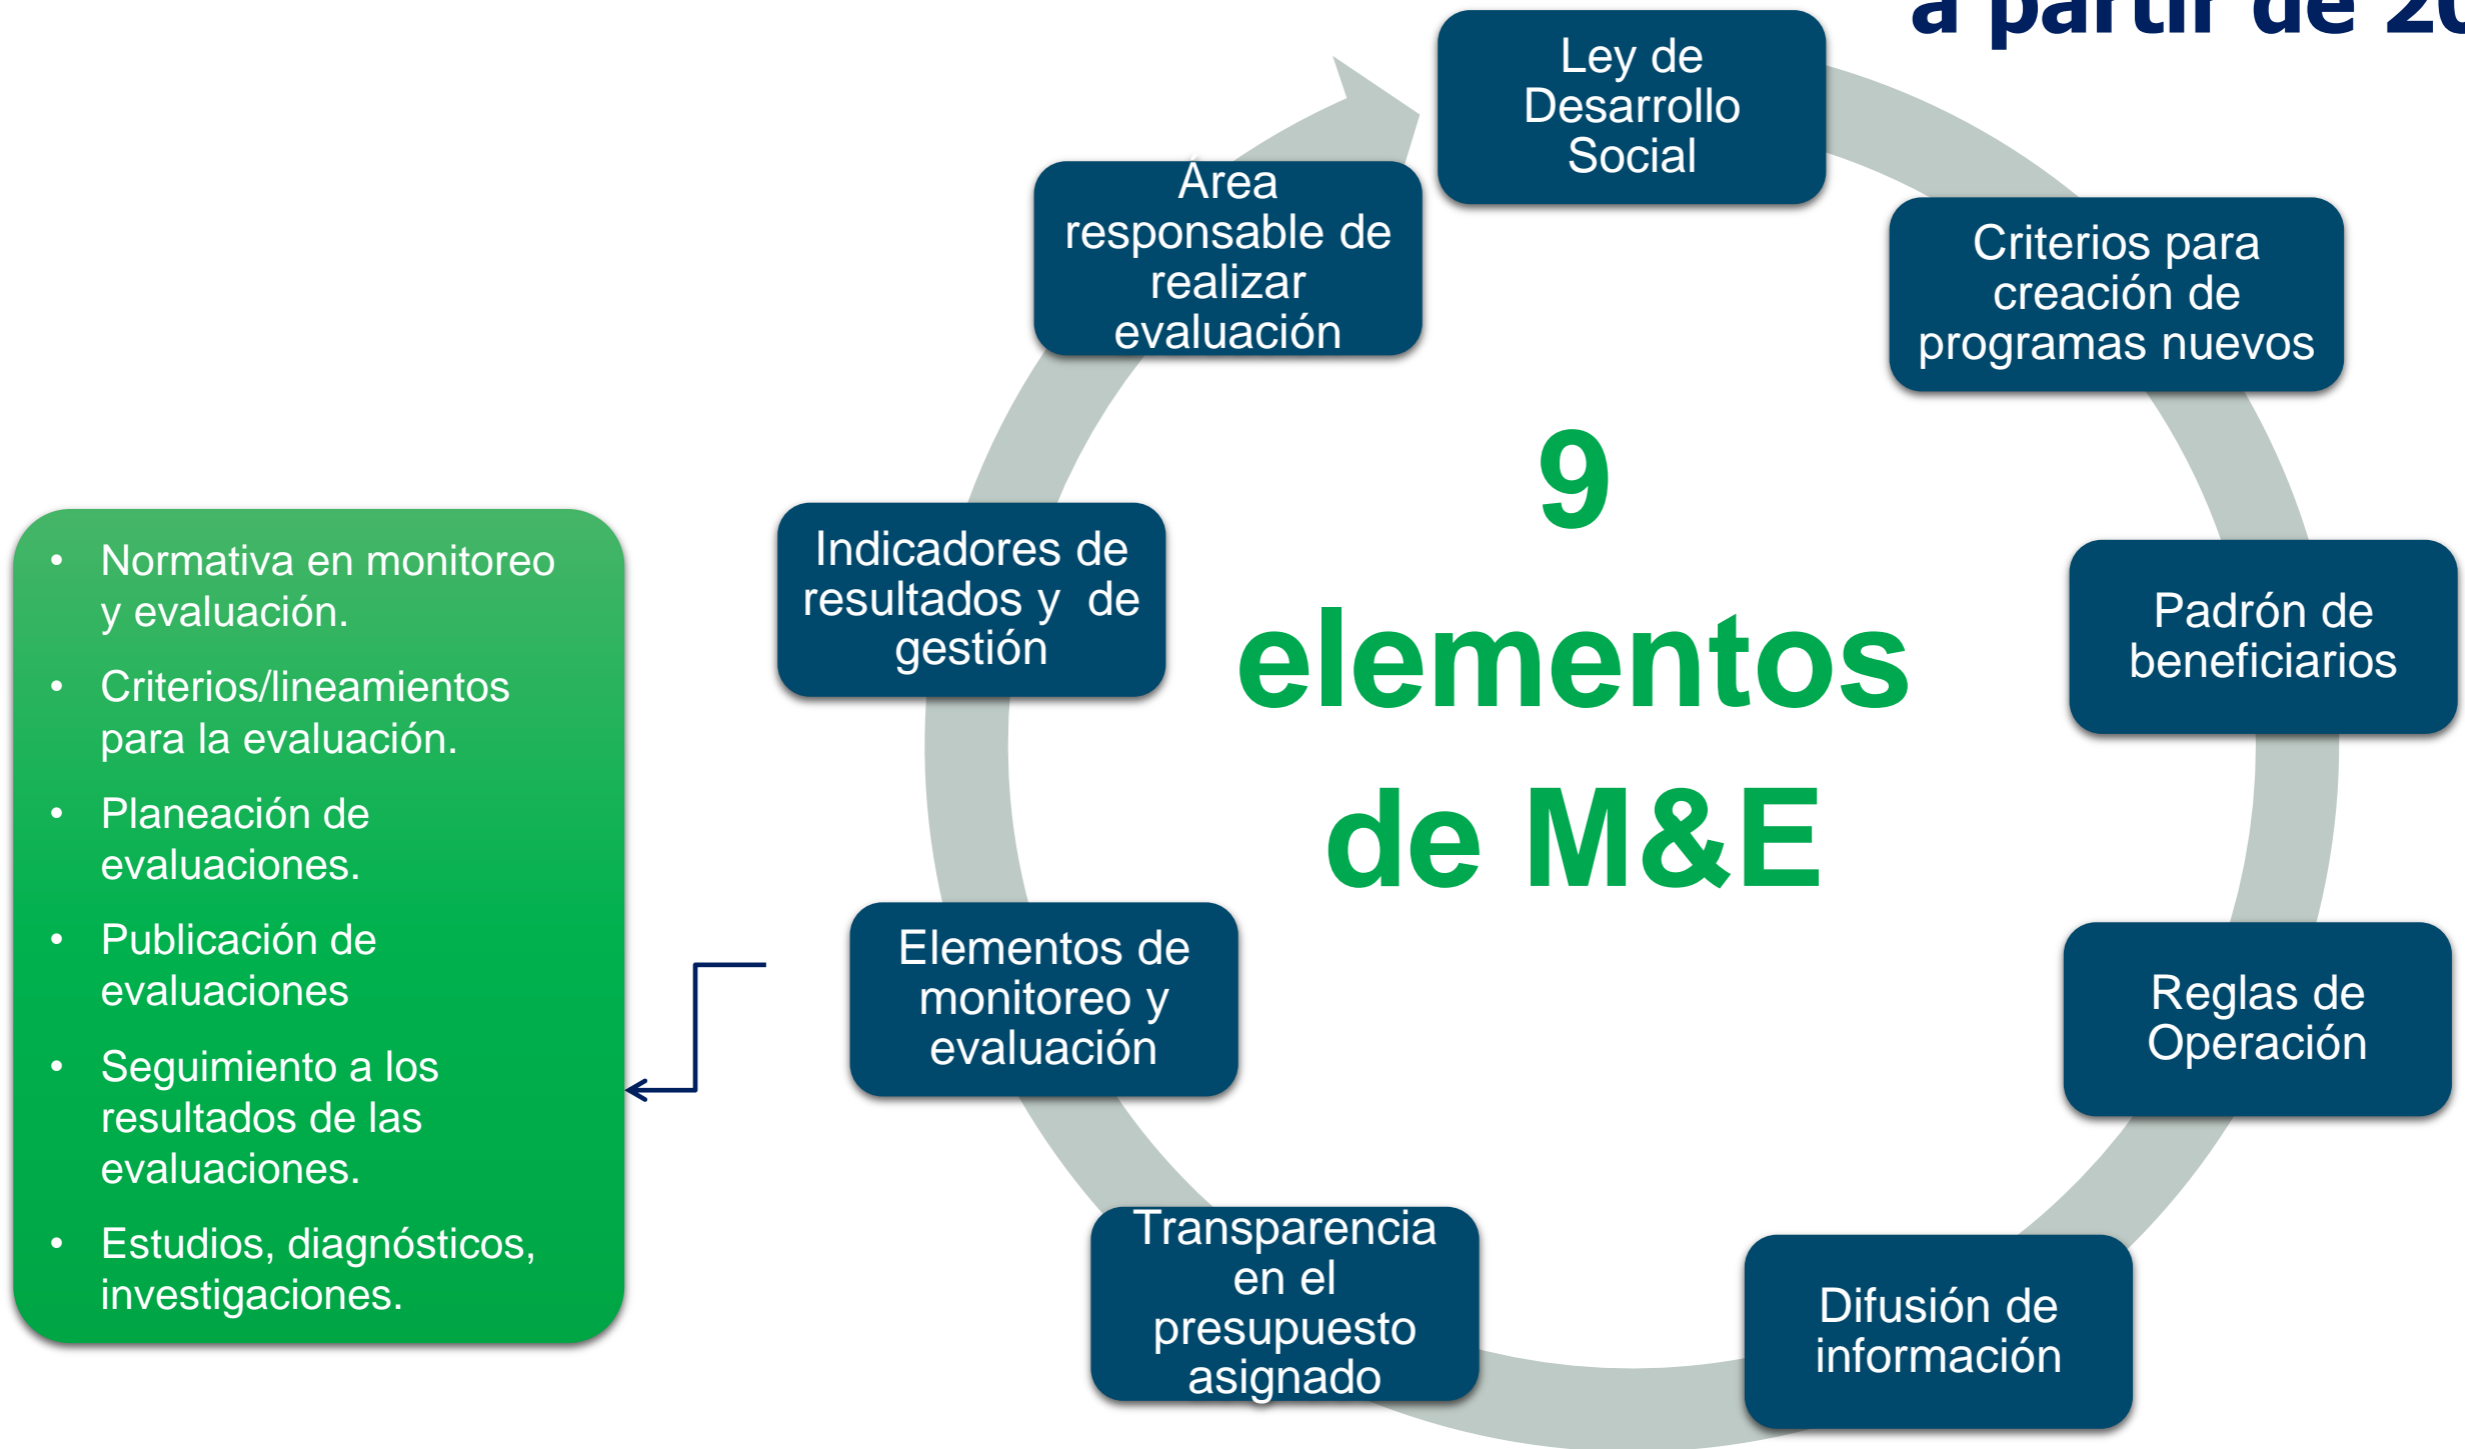 a partir de 20
Ley de
Desarrollo
Social
Criterios para
creación de
programas nuevos
Padrón de
beneficiarios
Reglas de
Operación
Difusión de
información
Transparencia
en el
presupuesto
asignado
Elementos de
monitoreo y
evaluación
Indicadores de
resultados y de
gestión
Área
responsable de
realizar
evaluación
9
elementos
de M&E
• Normativa en monitoreo
y evaluación.
• Criterios/lineamientos
para la evaluación.
• Planeación de
evaluaciones.
• Publicación de
evaluaciones
• Seguimiento a los
resultados de las
evaluaciones.
• Estudios, diagnósticos,
investigaciones.